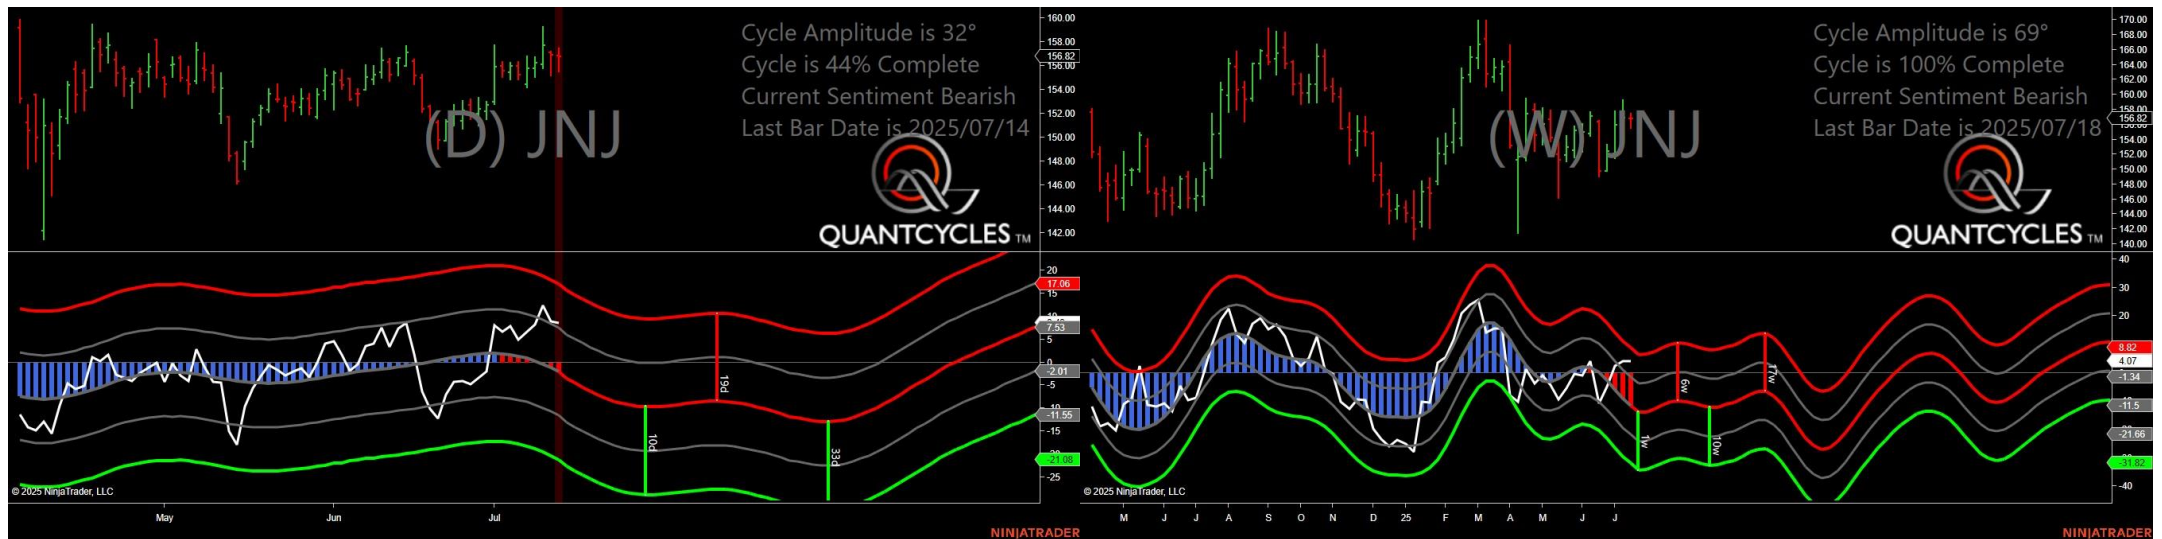 Cycle Amplitude is 32°
Cycle is 44% Complete
Current Sentiment Bearish
Last Bar Date is 2025/07/14
(D) JNJ
QUANTCYCLES TM
160.00
158.00
156.82
156.00
154.00
152.00
150.00
148.00
146.00
144.00
142.00
20
17.06
15
7.53
5
0
-2.01
-5
-11.55
-15
-21.08
-25
19d
10d
33d
© 2025 NinjaTrader, LLC
May Jun Jul
NINJATRADER
Cycle Amplitude is 69°
Cycle is 100% Complete
Current Sentiment Bearish
Last Bar Date is 2025/07/18
(W) JNJ
QUANTCYCLES TM
170.00
168.00
166.00
164.00
162.00
160.00
158.00
156.82
154.00
152.00
150.00
148.00
146.00
144.00
142.00
140.00
40
30
20
8.82
4.07
-1.34
-11.5
-21.66
-31.82
-40
6w
17w
1w
10w
© 2025 NinjaTrader, LLC
M J J A S O N D 25 F M A M J J
NINJATRADER